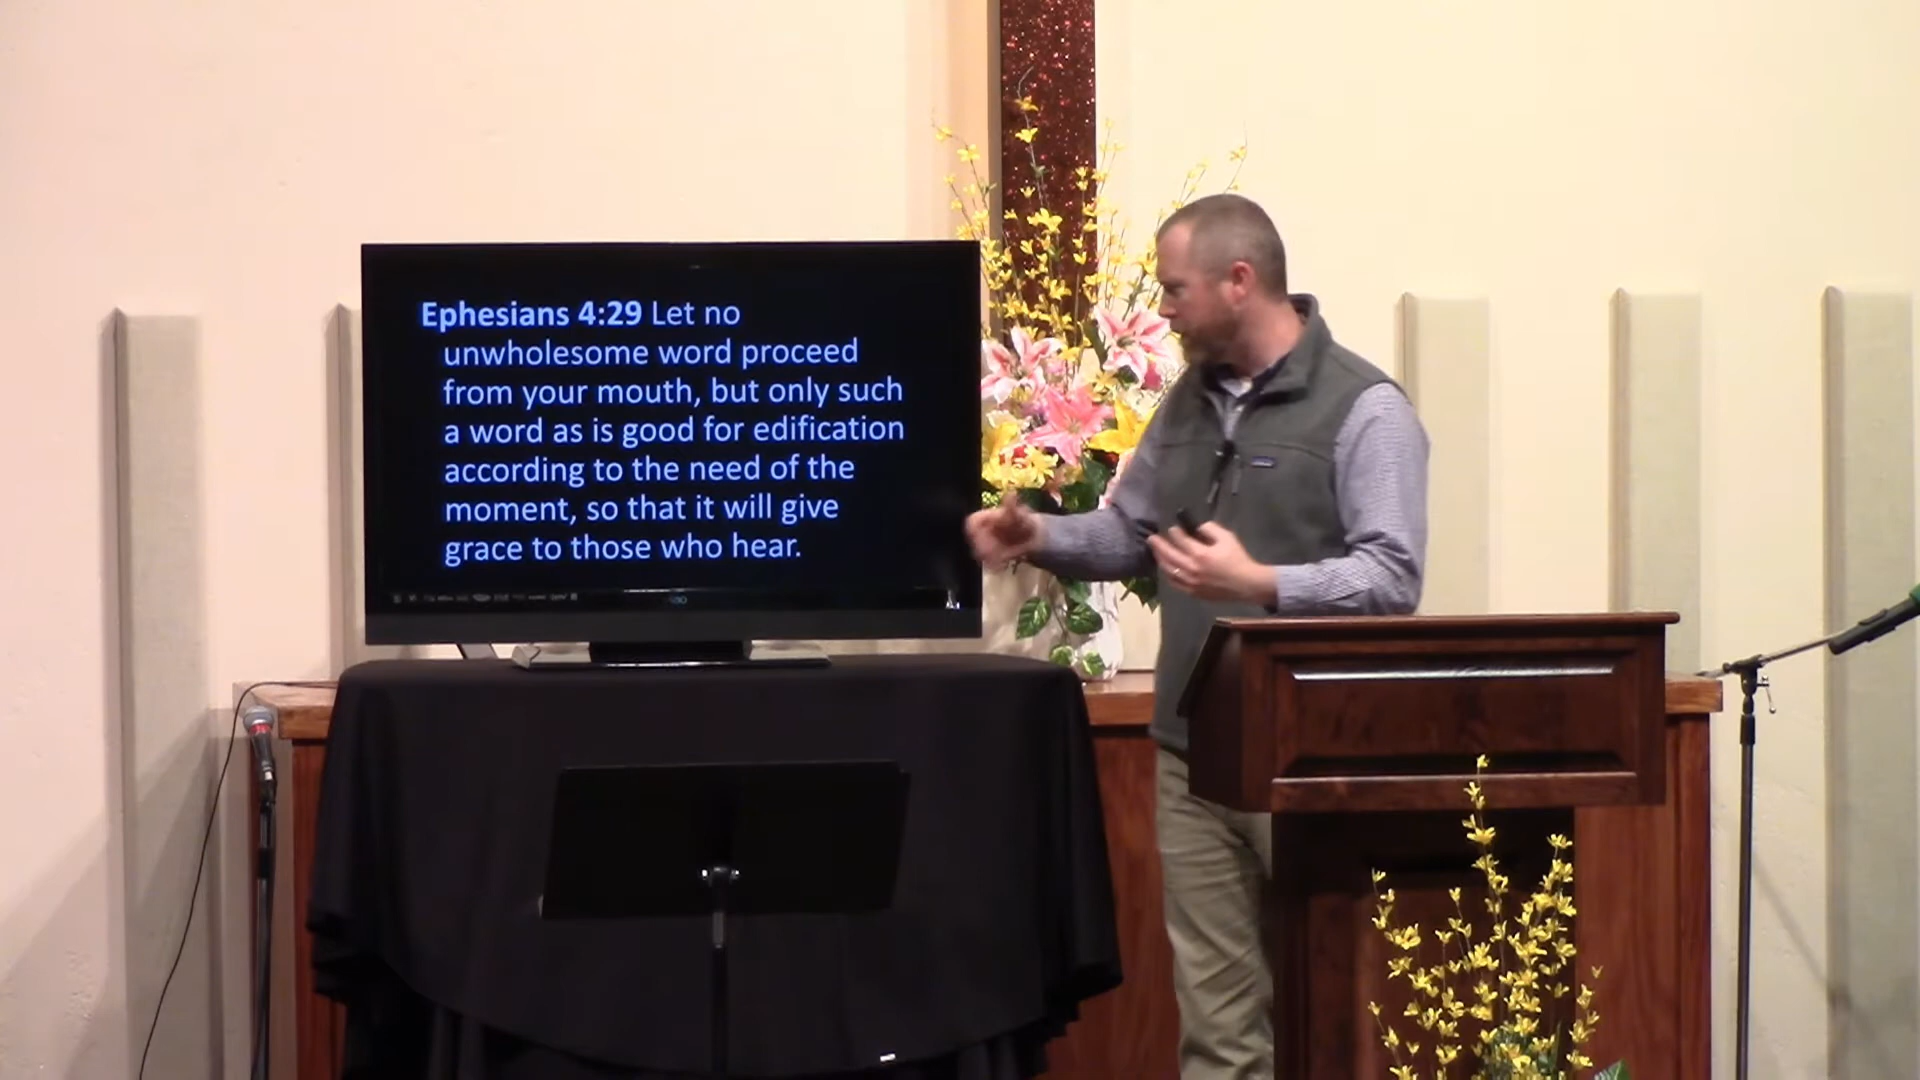 Ephesians 4:29 Let no
unwholesome word proceed
from your mouth, but only such
a word as is good for edification
according to the need of the
moment, so that it will give
grace to those who hear.